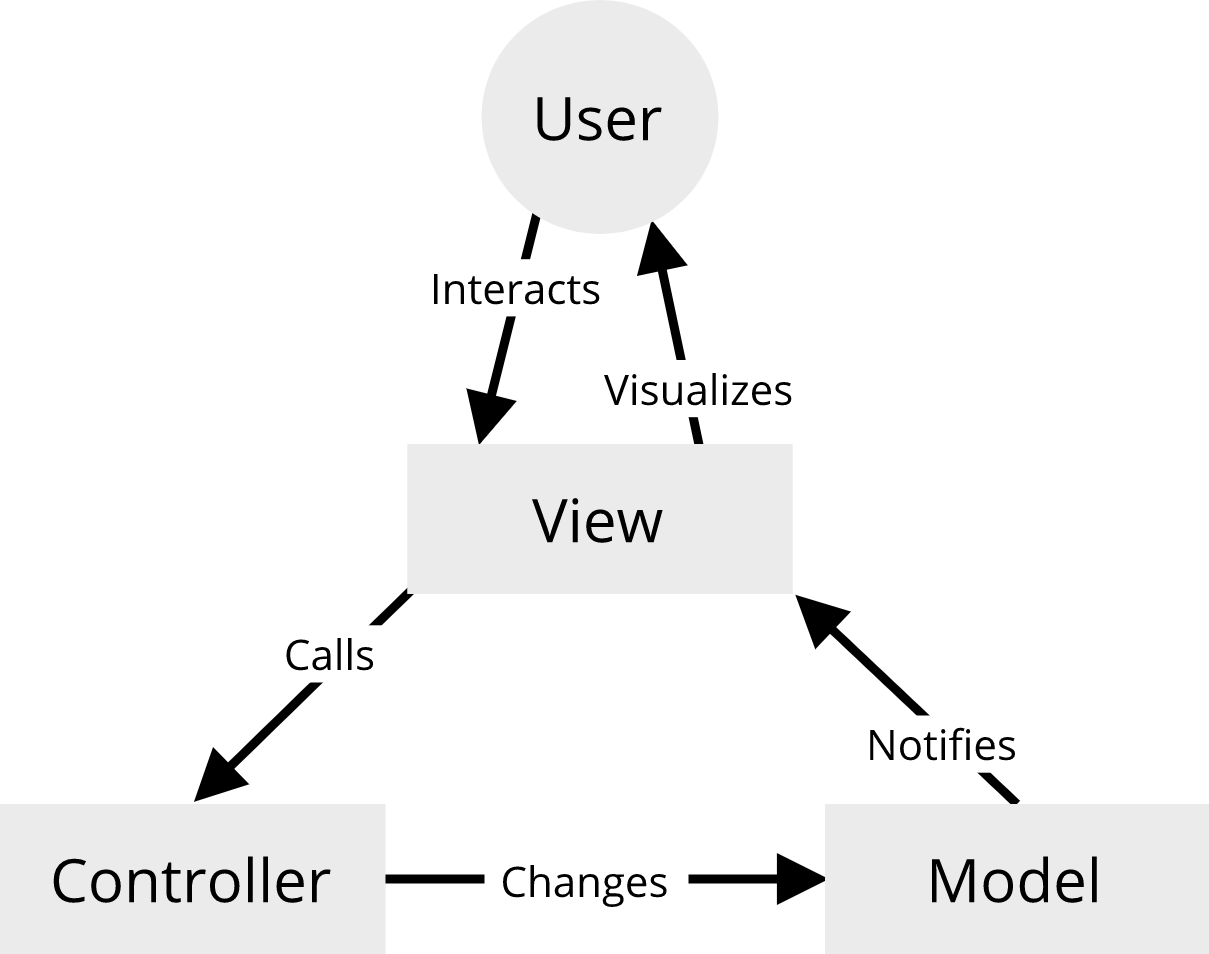 User
Interacts
Visualizes
View
Calls
Notifies
Controller
Changes
Model